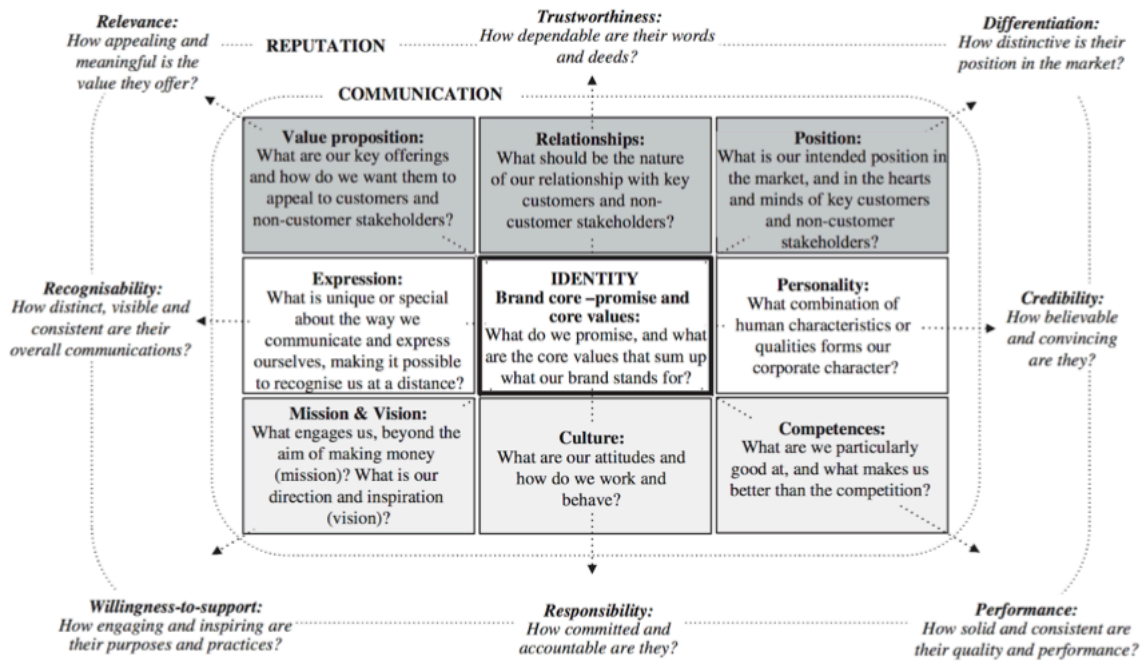 Relevance:
How appealing and
meaningful is the
value they offer?
REPUTATION
Trustworthiness:
How dependable are their words
and deeds?
Differentiation:
How distinctive is their
position in the market?
COMMUNICATION
Value proposition:
What are our key offerings
and how do we want them to
appeal to customers and
non-customer stakeholders?
Relationships:
What should be the nature
of our relationship with key
customers and non-
customer stakeholders?
Position:
What is our intended position in
the market, and in the hearts
and minds of key customers
and non-customer
stakeholders?
Recognisability:
How distinct, visible and
consistent are their
overall communications?
Expression:
What is unique or special
about the way we
communicate and express
ourselves, making it possible
to recognise us at a distance?
IDENTITY
Brand core –promise and
core values:
What do we promise, and what
are the core values that sum up
what our brand stands for?
Personality:
What combination of
human characteristics or
qualities forms our
corporate character?
Credibility:
How believable
and convincing
are they?
Mission & Vision:
What engages us, beyond the
aim of making money
(mission)? What is our
direction and inspiration
(vision)?
Culture:
What are our attitudes and
how do we work and
behave?
Competences:
What are we particularly
good at, and what makes us
better than the competition?
Willingness-to-support:
How engaging and inspiring are
their purposes and practices?
Responsibility:
How committed and
accountable are they?
Performance:
How solid and consistent are
their quality and performance?